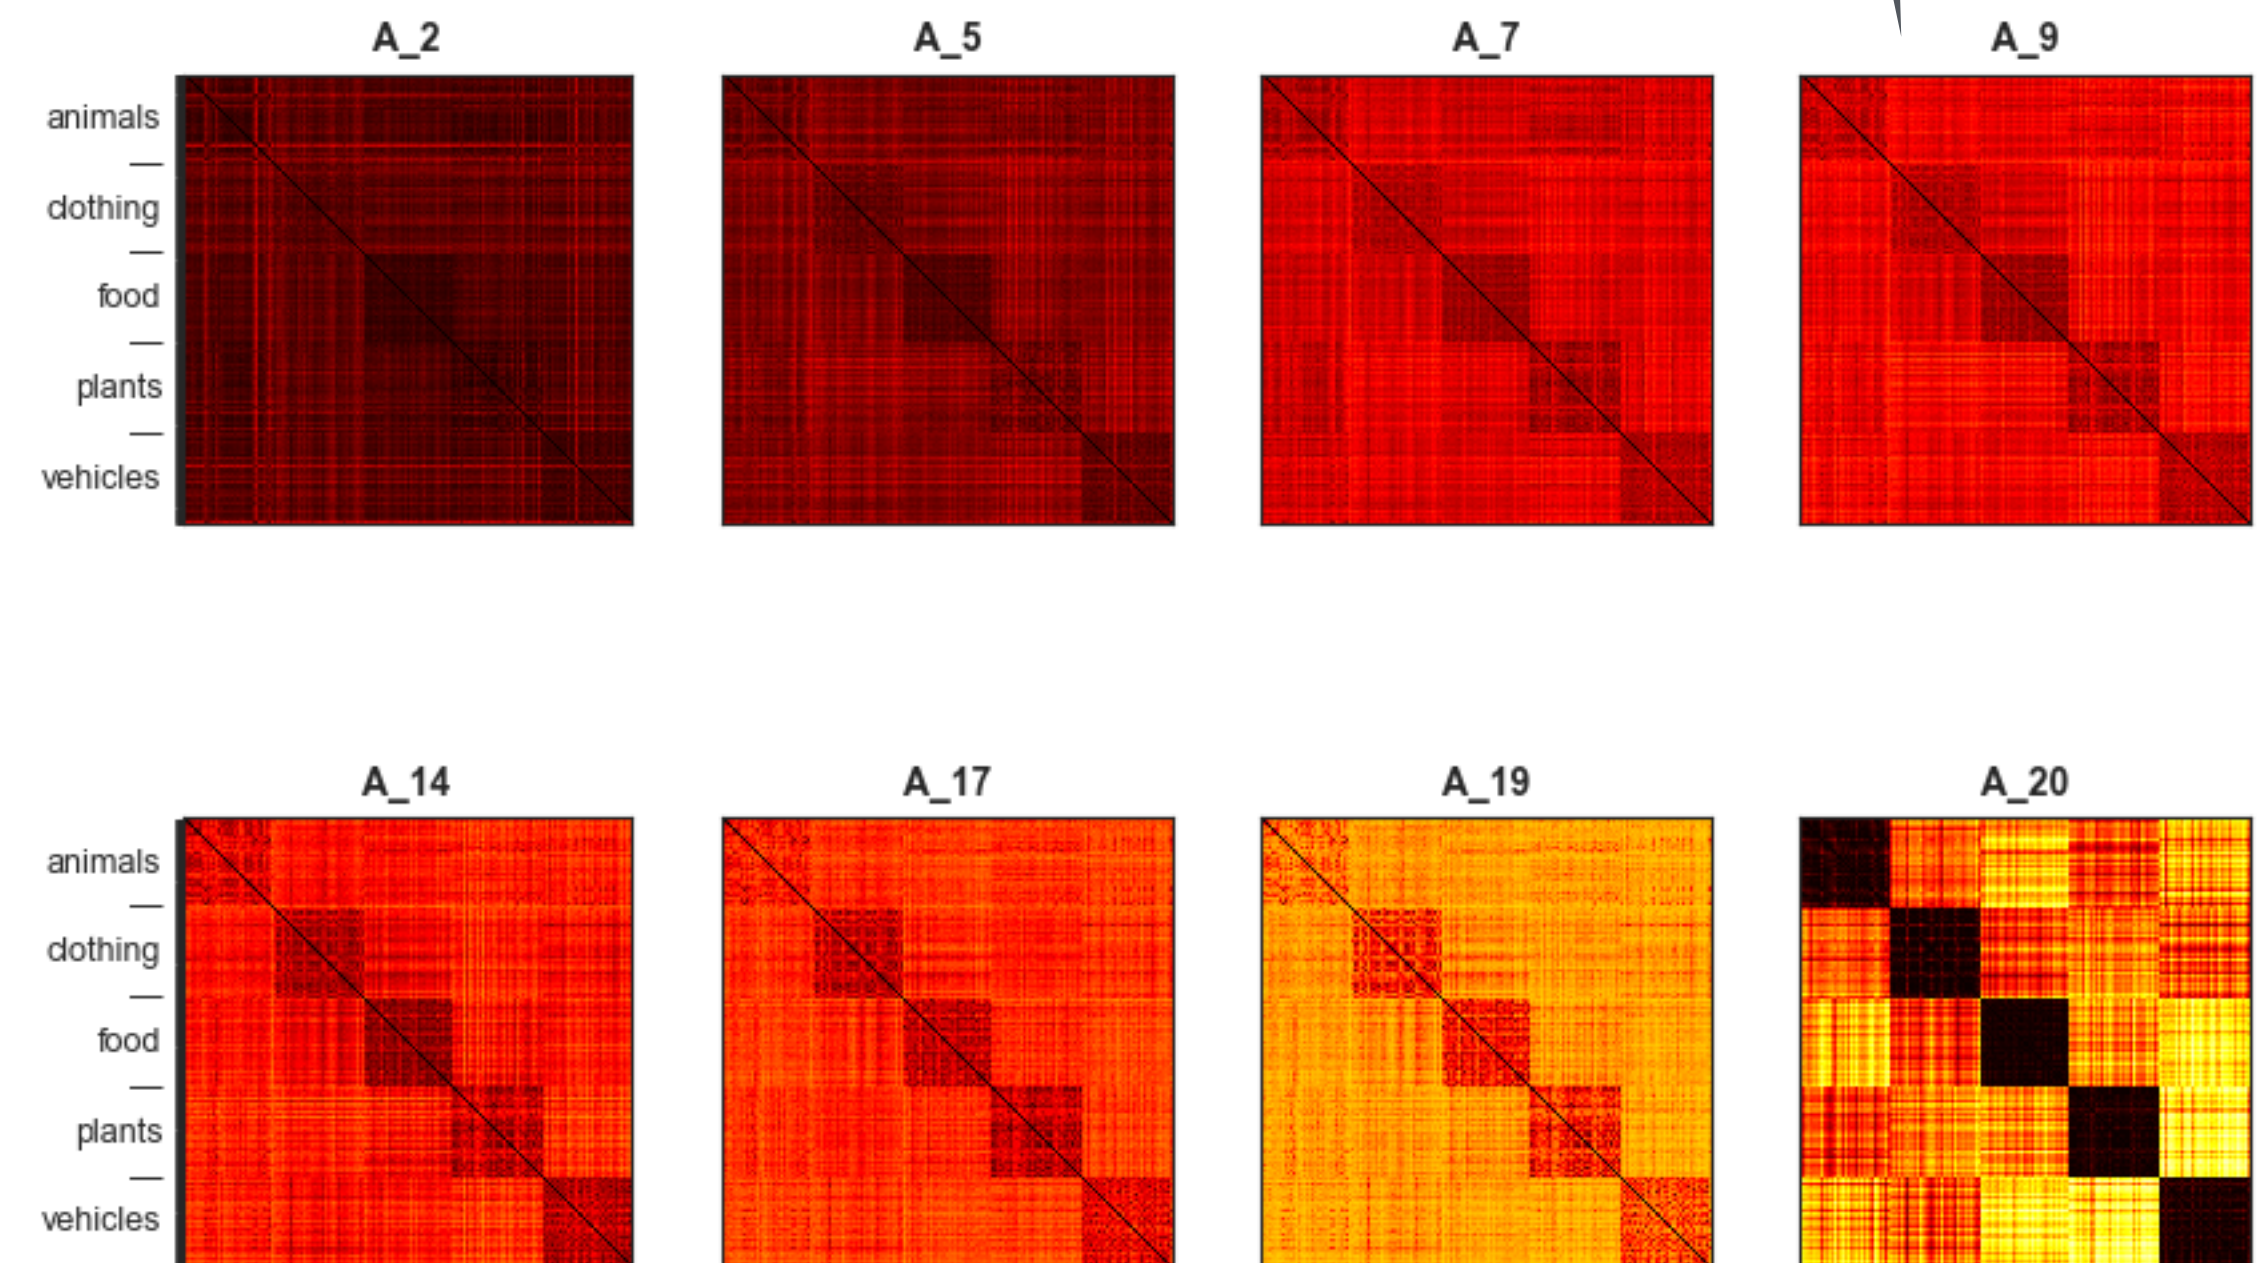 A_2 A_5 A_7 A_9
animals
—
clothing
—
food
—
plants
—
vehicles
A_14 A_17 A_19 A_20
animals
—
clothing
—
food
—
plants
—
vehicles